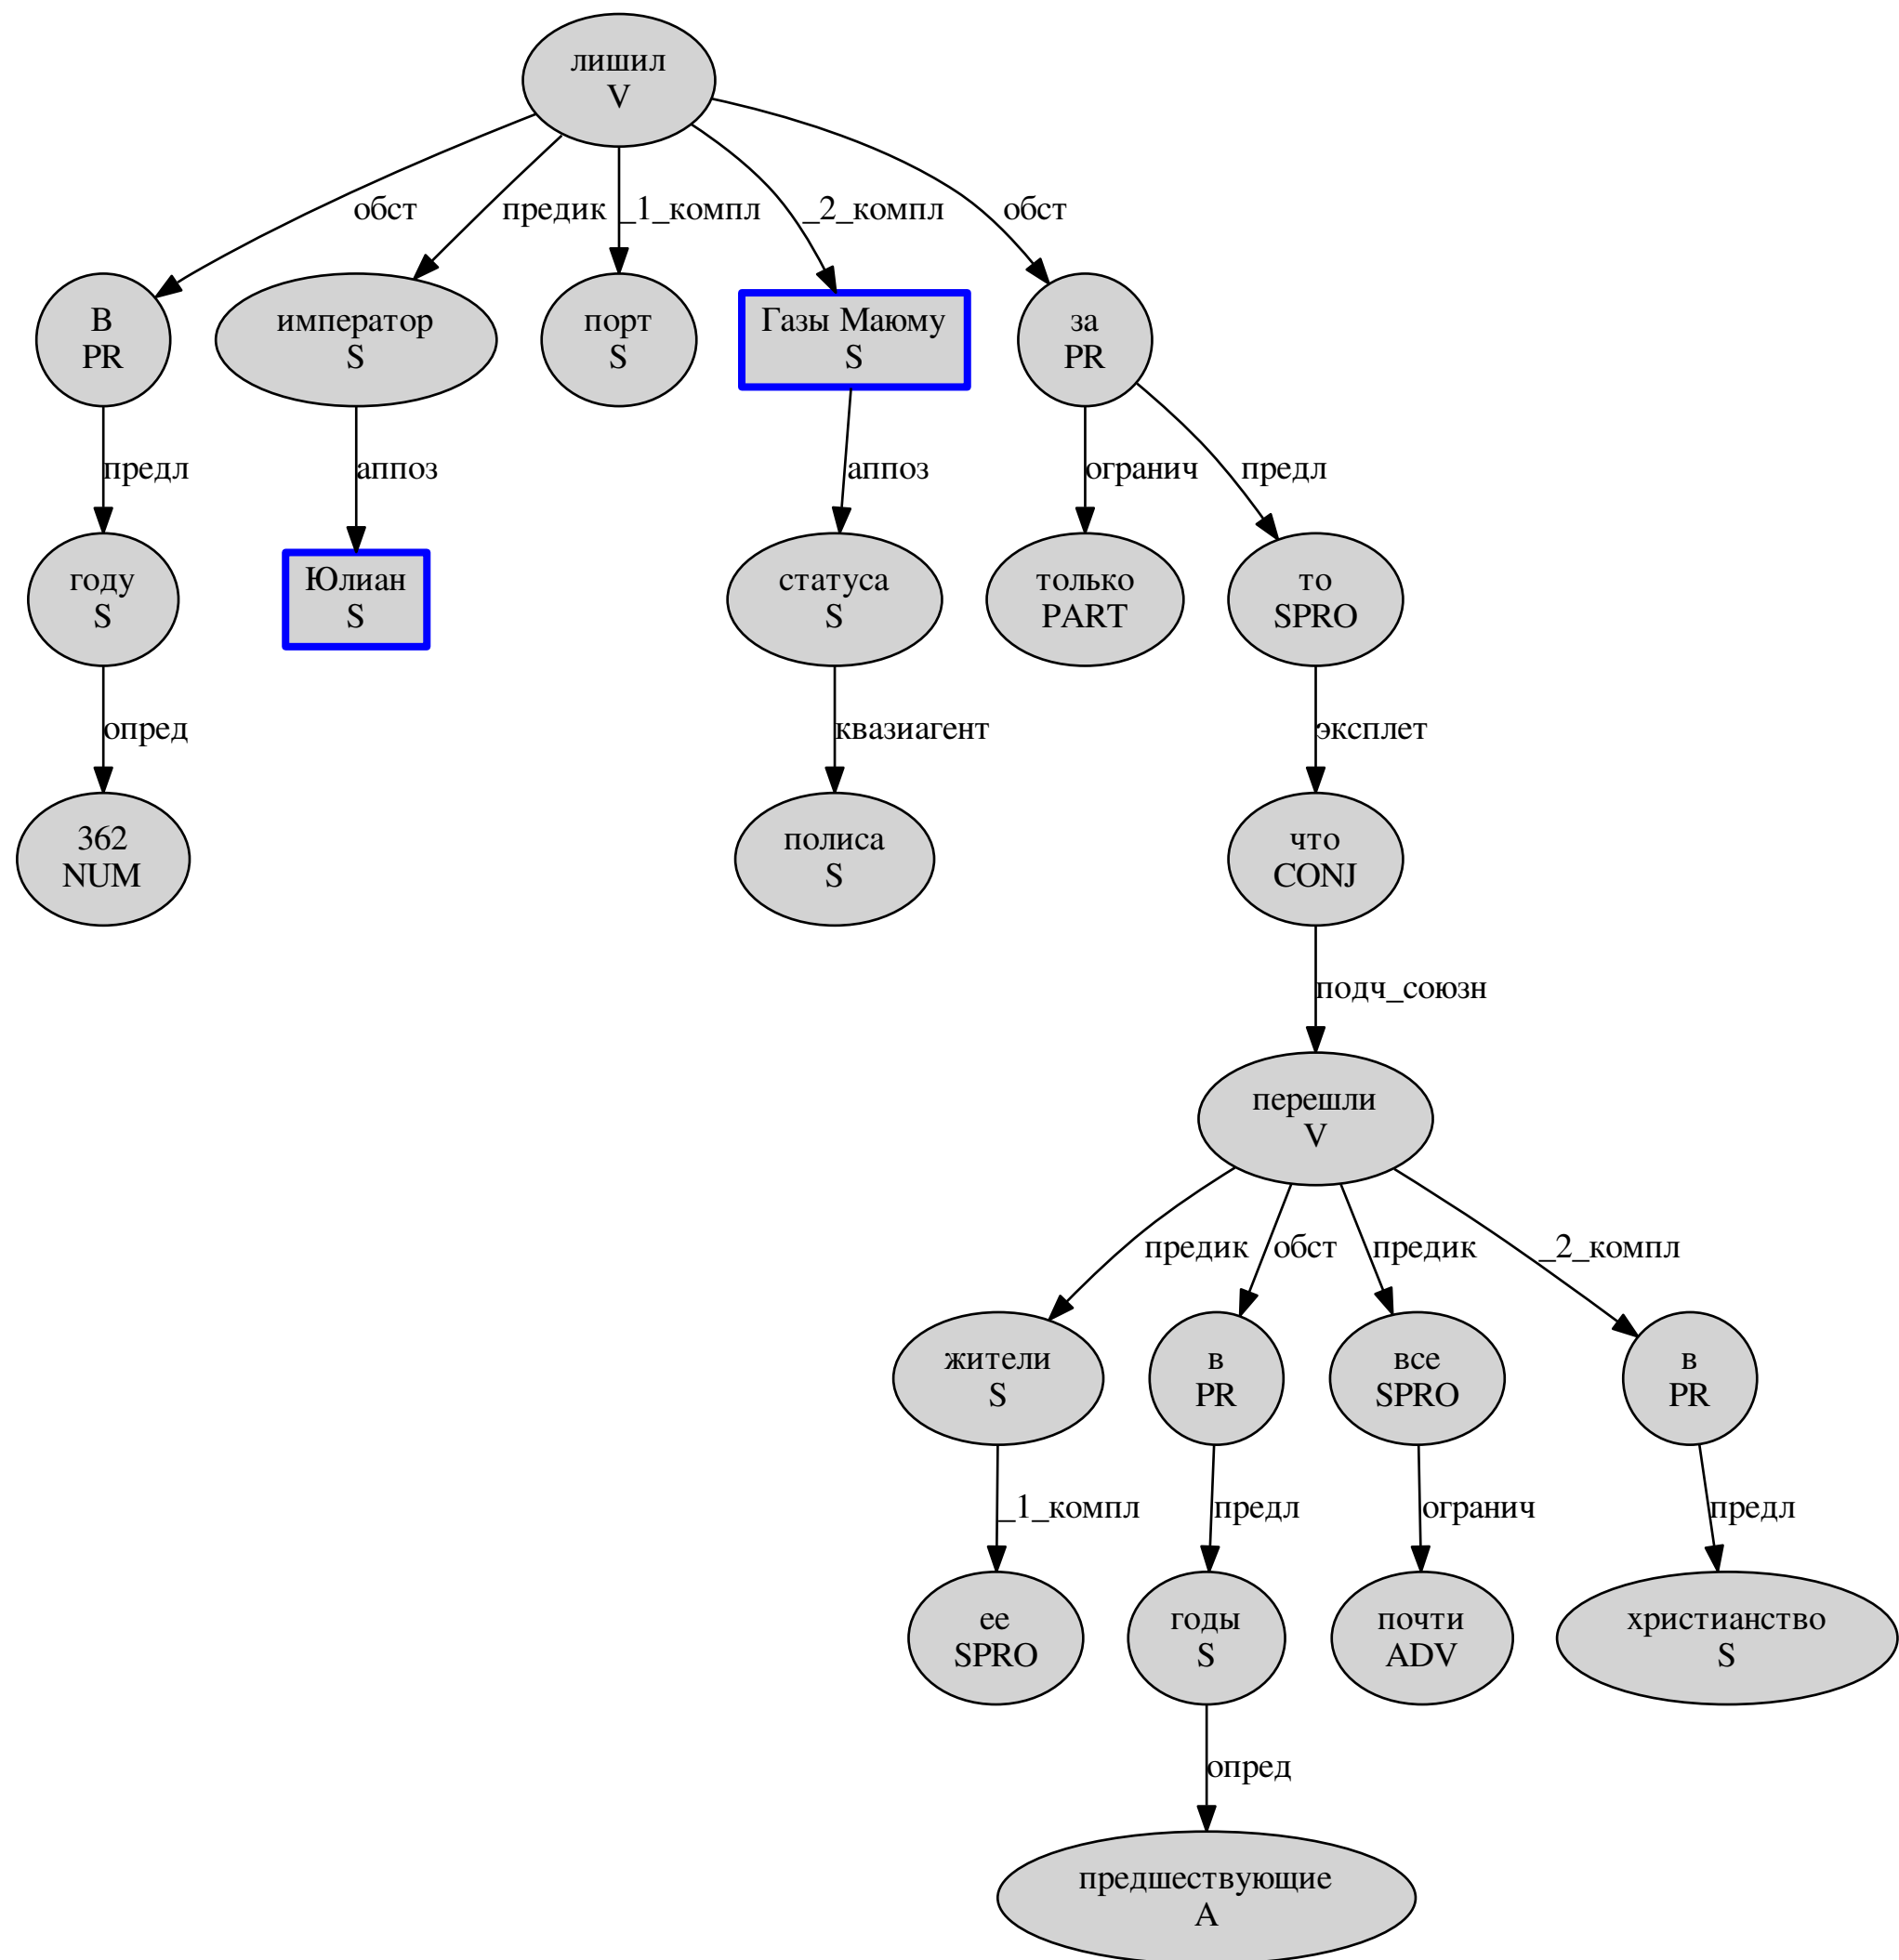 лишил
V
обст
предик
_1_компл
_2_компл
обст
В
PR
император
S
порт
S
Газы Маюму
S
за
PR
предл
аппоз
аппоз
огранич
предл
году
S
Юлиан
S
статуса
S
только
PART
то
SPRO
опред
квазиагент
эксплет
362
NUM
полиса
S
что
CONJ
подч_союзн
перешли
V
предик
обст
предик
_2_компл
жители
S
в
PR
все
SPRO
в
PR
_1_компл
предл
огранич
предл
ее
SPRO
годы
S
почти
ADV
христианство
S
опред
предшествующие
A